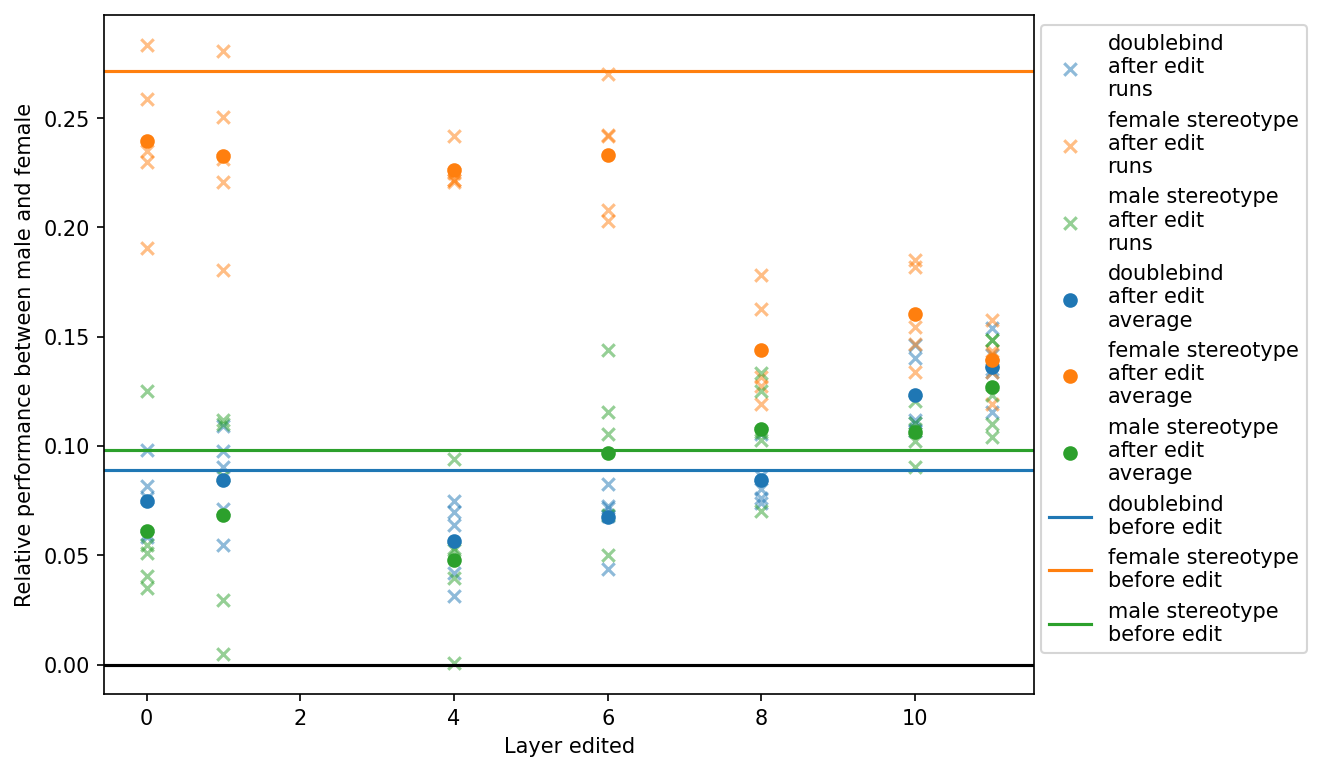 Relative performance between male and female
0.25
0.20
0.15
0.10
0.05
0.00
0
2
4
6
8
10
Layer edited
doublebind
after edit
runs
female stereotype
after edit
runs
male stereotype
after edit
runs
doublebind
after edit
average
female stereotype
after edit
average
male stereotype
after edit
average
doublebind
before edit
female stereotype
before edit
male stereotype
before edit